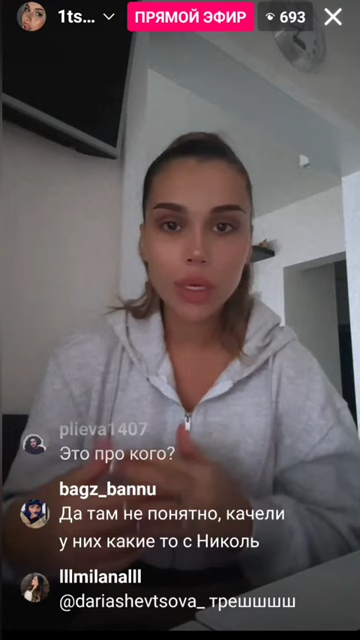 1ts...
ПРЯМОЙ ЭФИР
693
plieva1407
Это про кого?
bagz_bannu
Да там не понятно, качели
у них какие то с Николь
lllmilanalll
@dariashevtsova_ трешшшш